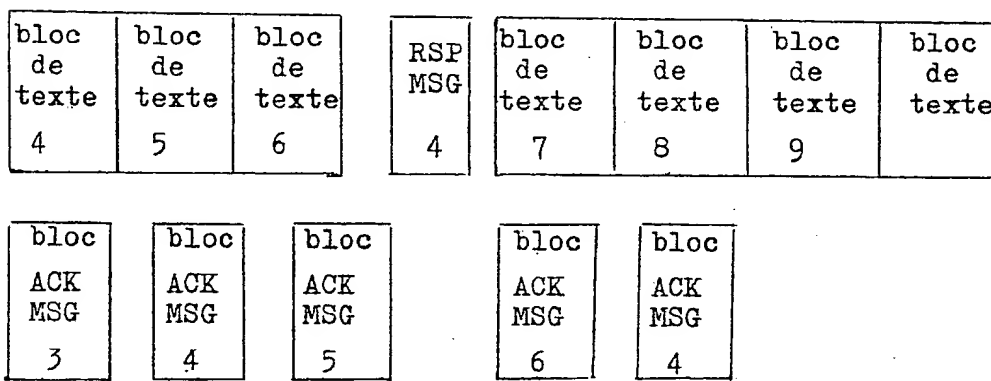 bloc
de
texte
4
bloc
de
texte
5
bloc
de
texte
6
RSP
MSG
4
bloc
de
texte
7
bloc
de
texte
8
bloc
de
texte
9
bloc
de
texte
bloc
ACK
MSG
3
bloc
ACK
MSG
4
bloc
ACK
MSG
5
bloc
ACK
MSG
6
bloc
ACK
MSG
4